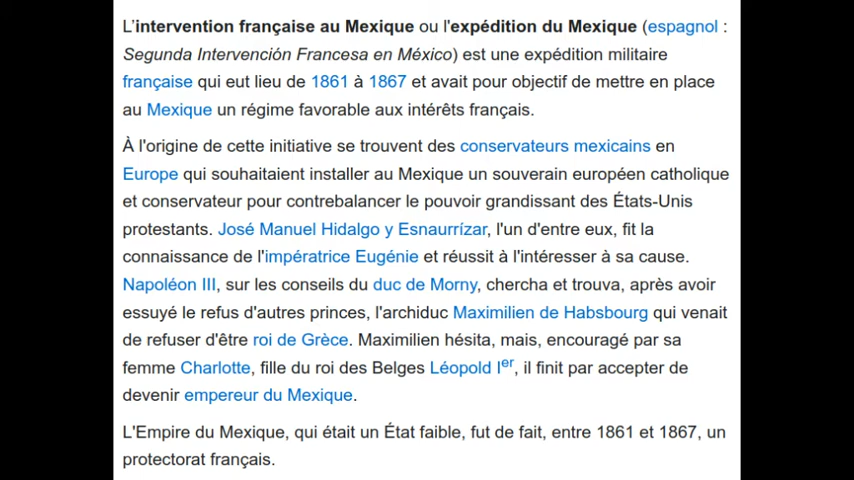 L'intervention française au Mexique ou l'expédition du Mexique (espagnol :
Segunda Intervención Francesa en México) est une expédition militaire
française qui eut lieu de 1861 à 1867 et avait pour objectif de mettre en place
au Mexique un régime favorable aux intérêts français.
À l'origine de cette initiative se trouvent des conservateurs mexicains en
Europe qui souhaitaient installer au Mexique un souverain européen catholique
et conservateur pour contrebalancer le pouvoir grandissant des États-Unis
protestants. José Manuel Hidalgo y Esnaurrízar, l'un d'entre eux, fit la
connaissance de l'impératrice Eugénie et réussit à l'intéresser à sa cause.
Napoléon III, sur les conseils du duc de Morny, chercha et trouva, après avoir
essuyé le refus d'autres princes, l'archiduc Maximilien de Habsbourg qui venait
de refuser d'être roi de Grèce. Maximilien hésita, mais, encouragé par sa
femme Charlotte, fille du roi des Belges Léopold Ier, il finit par accepter de
devenir empereur du Mexique.
L'Empire du Mexique, qui était un État faible, fut de fait, entre 1861 et 1867, un
protectorat français.